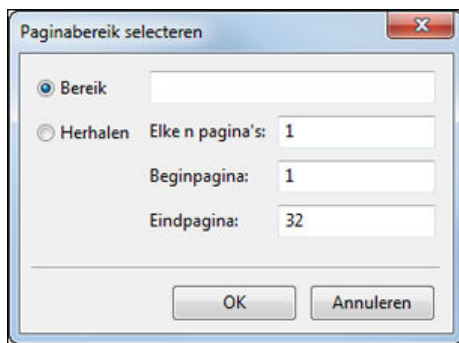 Paginabereik selecteren
Bereik
Herhalen Elke n pagina's: 1
Beginpagina: 1
Eindpagina: 32
OK Annuleren